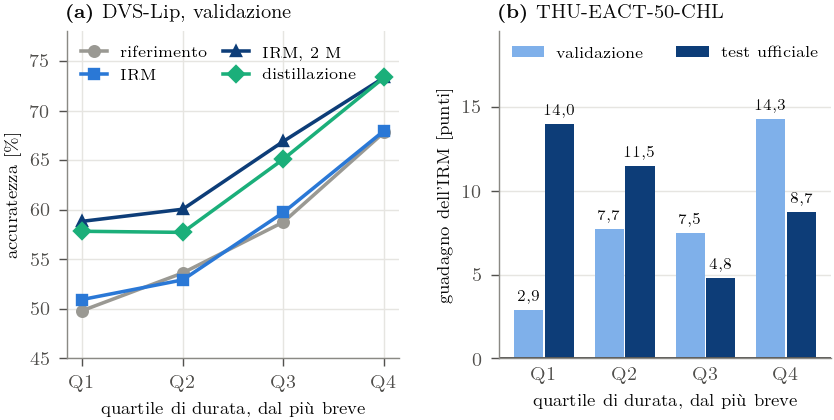 (a) DVS-Lip, validazione
riferimento
IRM
IRM, 2 M
distillazione
accuratezza [%]
75
70
65
60
55
50
45
Q1 Q2 Q3 Q4
quartile di durata, dal più breve
(b) THU-EACT-50-CHL
validazione
test ufficiale
guadagno dell'IRM [punti]
15
10
5
0
2,9 14,0 7,7 11,5 7,5 4,8 14,3 8,7
Q1 Q2 Q3 Q4
quartile di durata, dal più breve